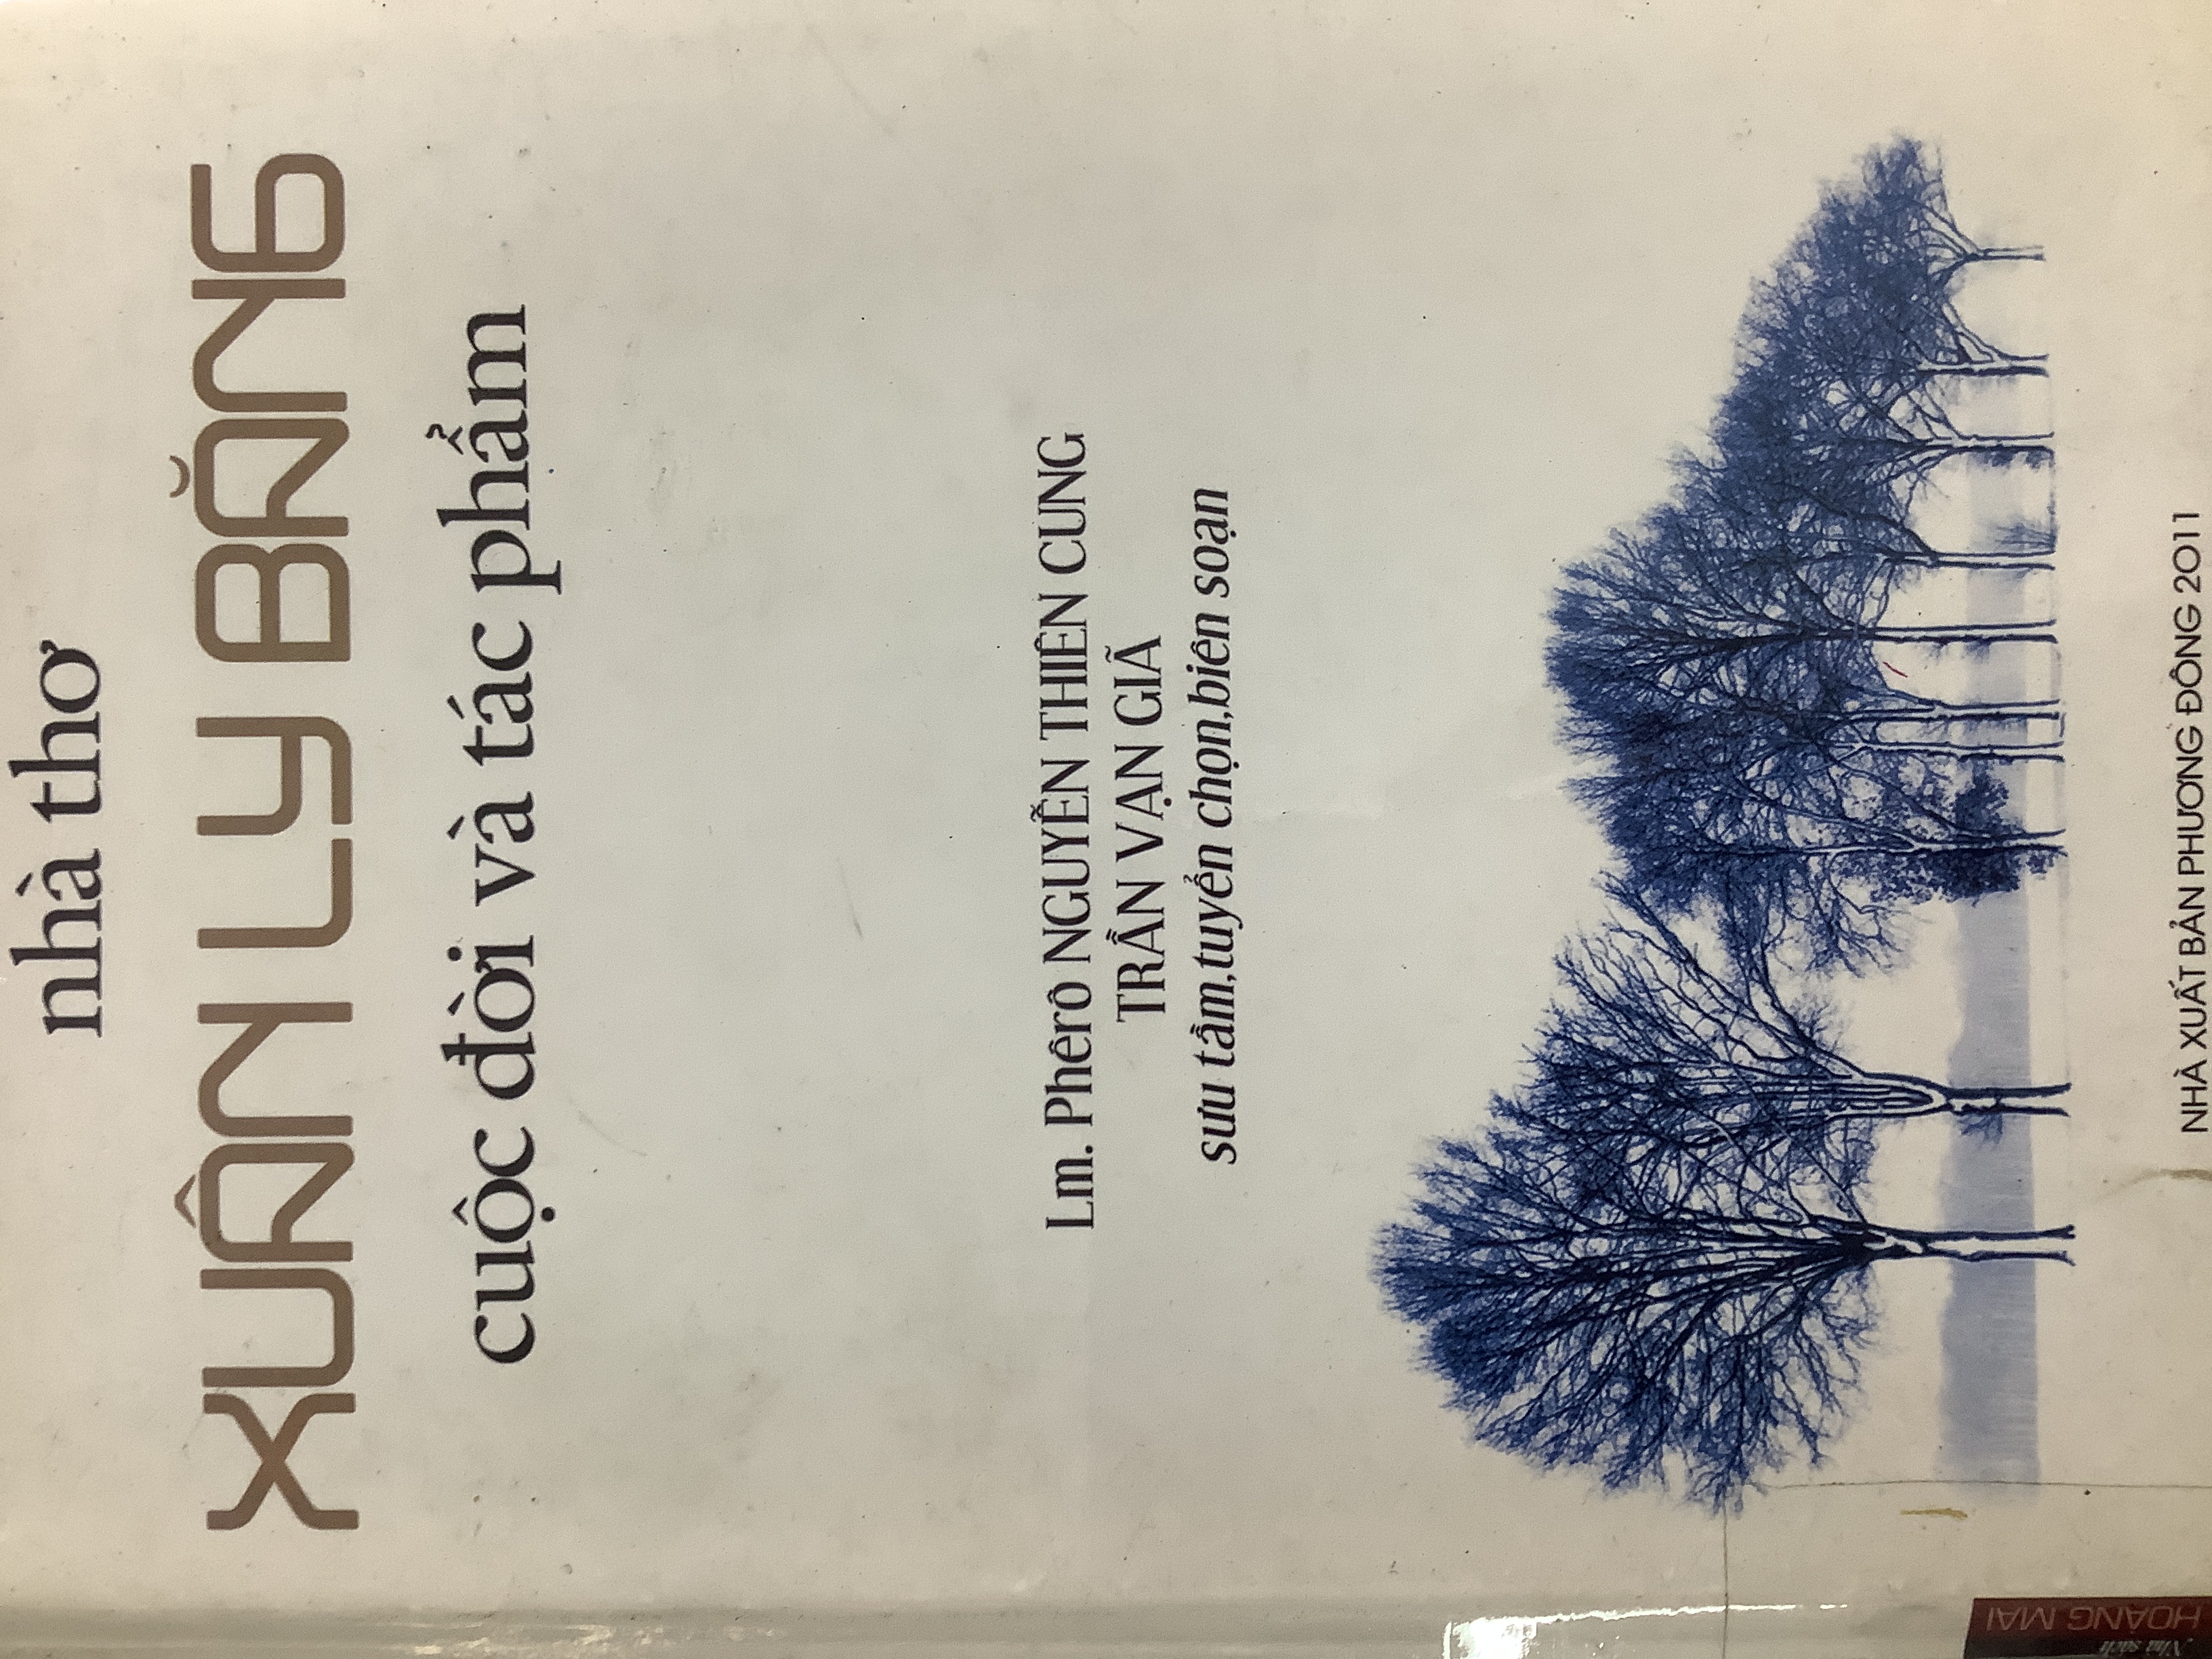 nhà thơ
XUÂN LY BĂNG
cuộc đời và tác phẩm
Lm. Phêrô NGUYỄN THIÊN CUNG
TRẦN VẠN GIÃ
sưu tầm,tuyển chọn,biên soạn
NHÀ XUẤT BẢN PHƯƠNG ĐÔNG 2011
Nhà sách
HOÀNG MAI